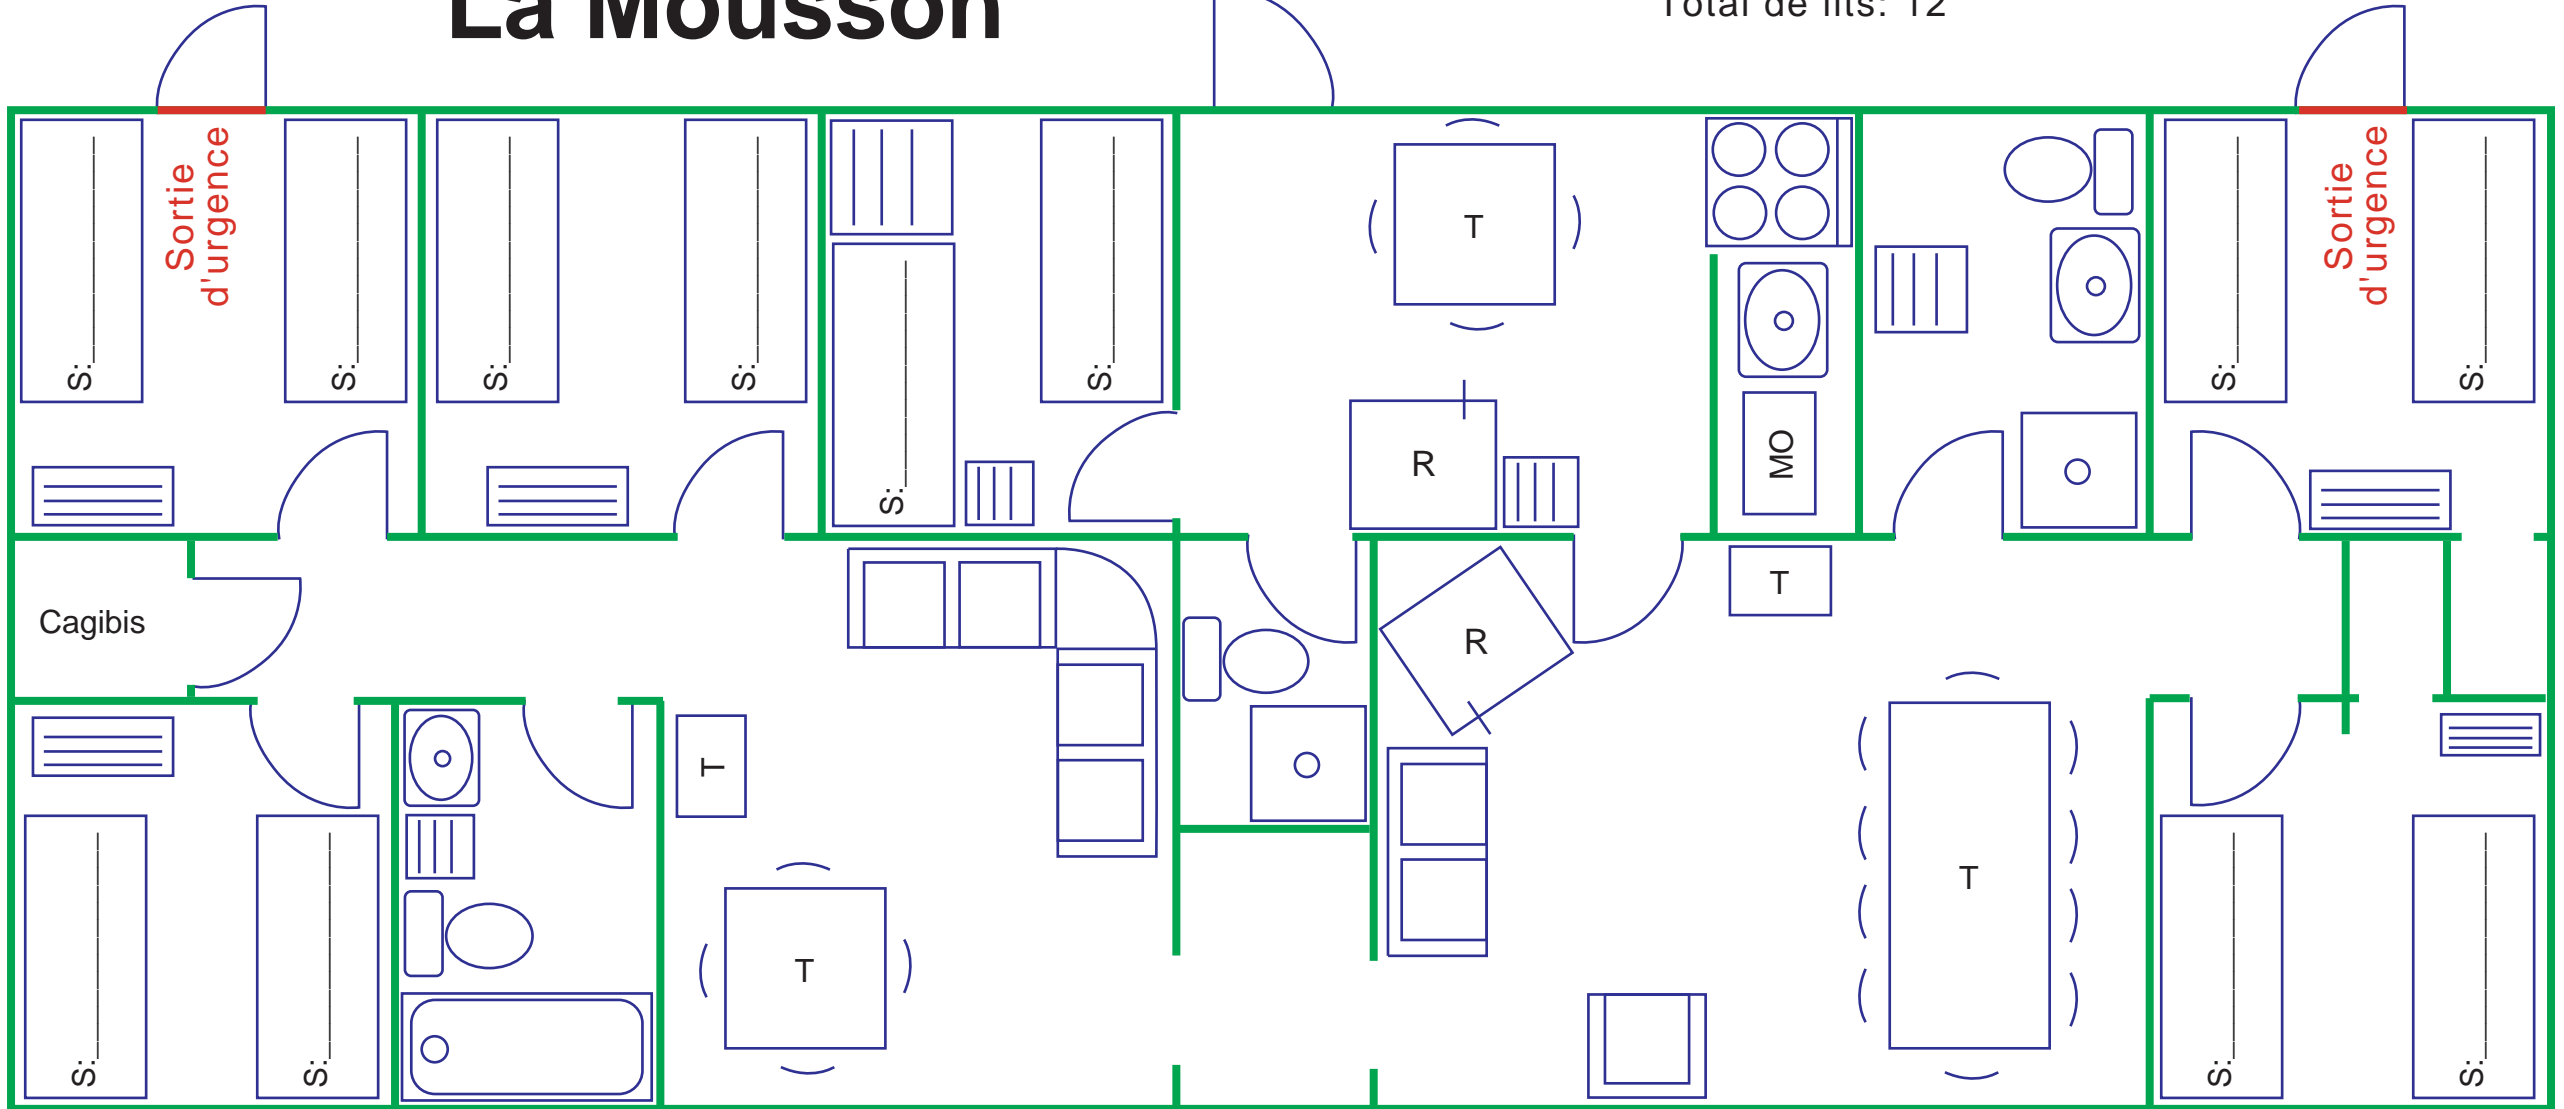 La Mousson
Total de lits: 12
Sortie
d'urgence
Sortie
d'urgence
S:
S:
S:
S:
S:
S:
S:
S:
T
R
MO
Cagibis
R
T
T
T
T
S:
S:
S:
S: